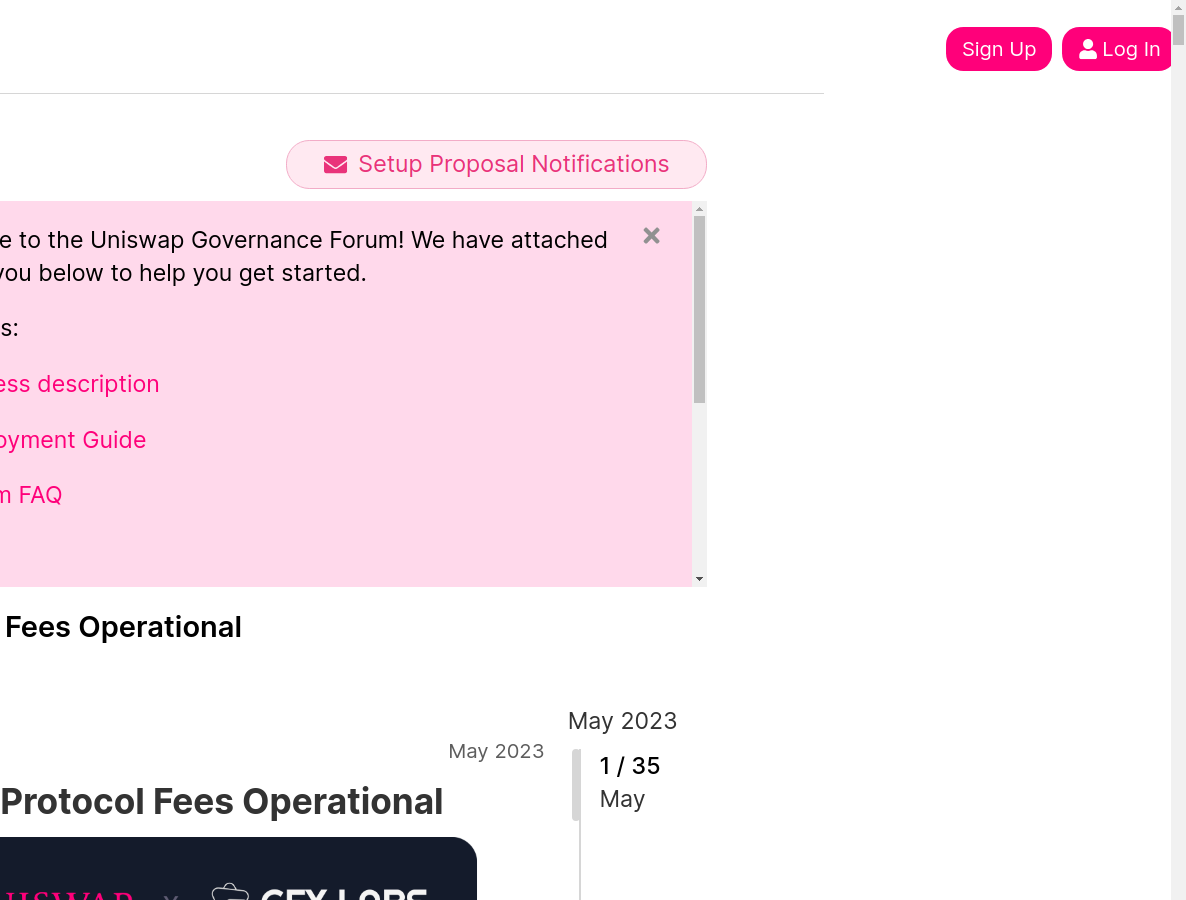 Sign Up
Log In
Setup Proposal Notifications
e to the Uniswap Governance Forum! We have attached
you below to help you get started.
s:
ess description
oyment Guide
m FAQ
Fees Operational
May 2023
May 2023
1 / 35
May
Protocol Fees Operational
GFX LABS